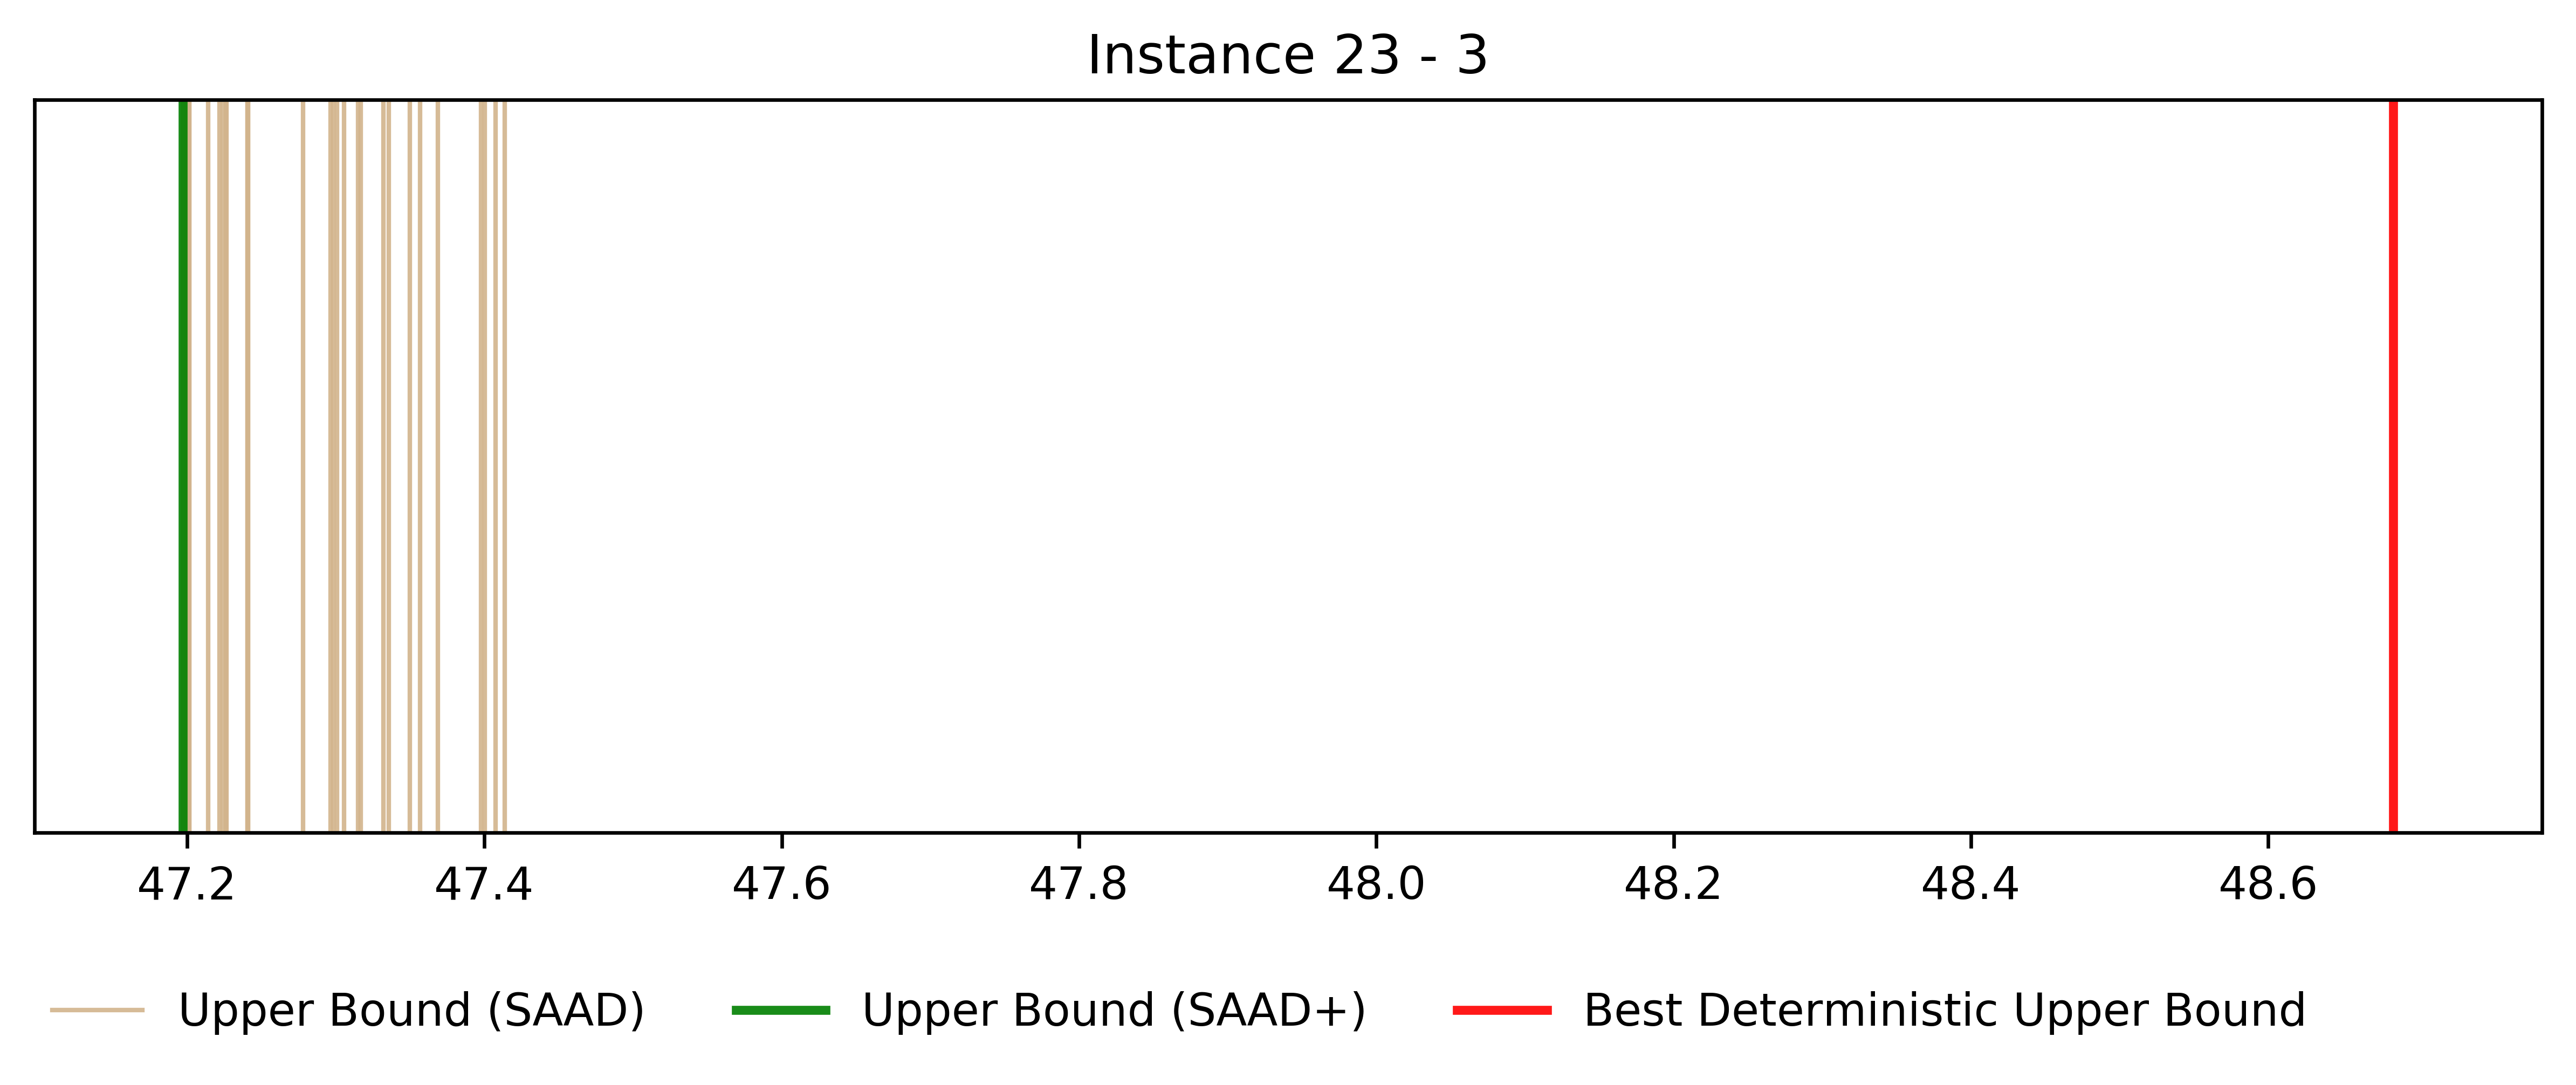 Instance 23 - 3
47.2 47.4 47.6 47.8 48.0 48.2 48.4 48.6
Upper Bound (SAAD) Upper Bound (SAAD+) Best Deterministic Upper Bound